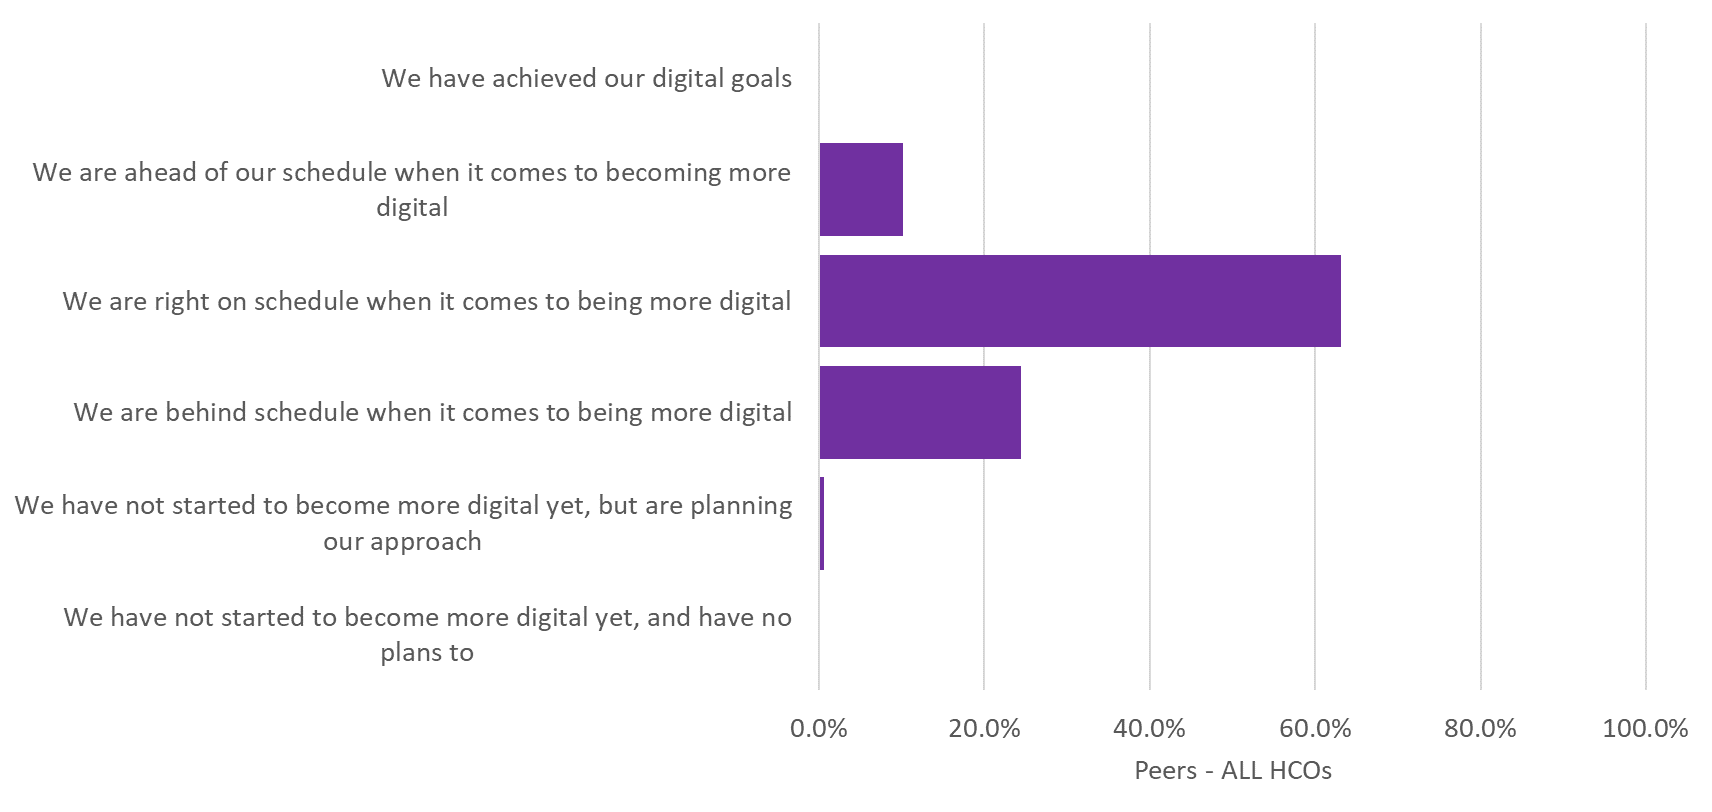 We have achieved our digital goals
We are ahead of our schedule when it comes to becoming more
digital
We are right on schedule when it comes to being more digital
We are behind schedule when it comes to being more digital
We have not started to become more digital yet, but are planning
our approach
We have not started to become more digital yet, and have no
plans to
0.0% 20.0% 40.0% 60.0% 80.0% 100.0%
Peers - ALL HCOs